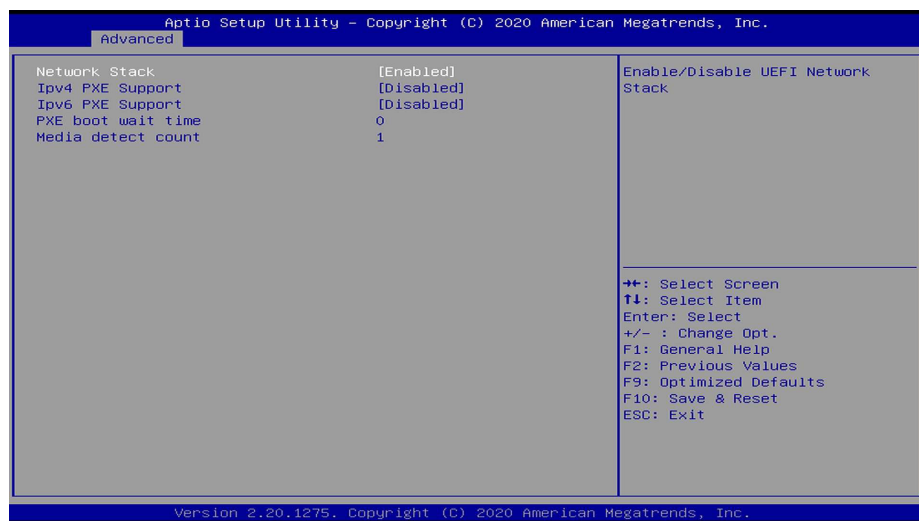 Aptio Setup Utility – Copyright (C) 2020 American Megatrends, Inc.
Advanced
Network Stack [Enabled]
Ipv4 PXE Support [Disabled]
Ipv6 PXE Support [Disabled]
PXE boot wait time 0
Media detect count 1
Enable/Disable UEFI Network
Stack
→←: Select Screen
↑↓: Select Item
Enter: Select
+/- : Change Opt.
F1: General Help
F2: Previous Values
F9: Optimized Defaults
F10: Save & Reset
ESC: Exit
Version 2.20.1275. Copyright (C) 2020 American Megatrends, Inc.